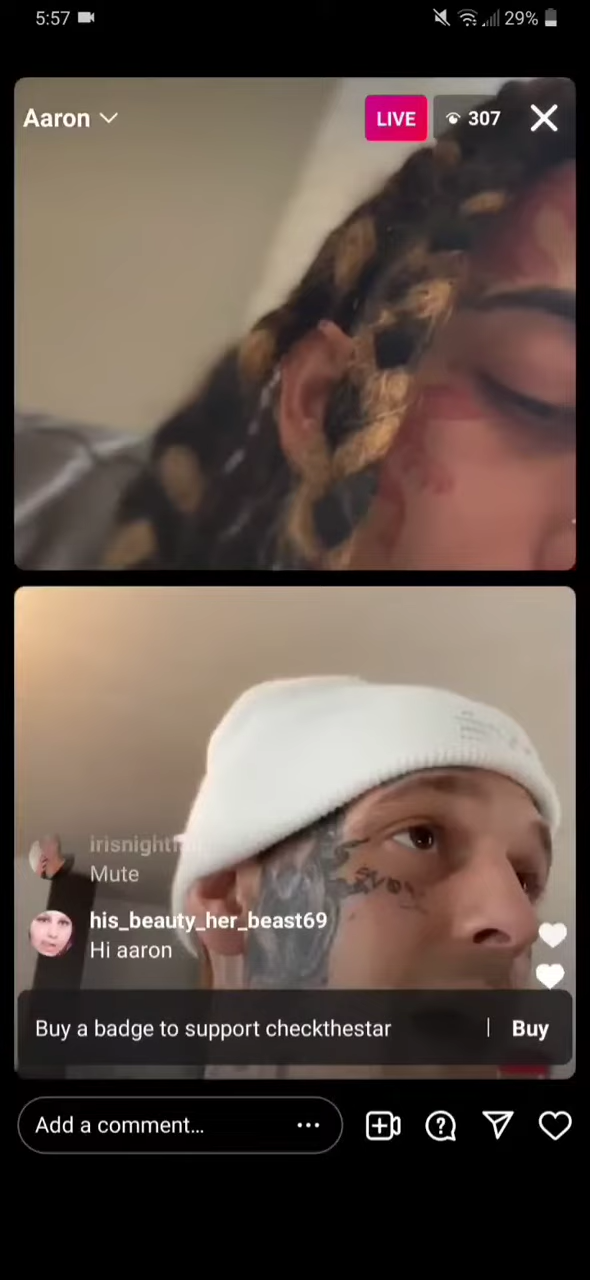 5:57
29%
Aaron
LIVE
307
Mute
his_beauty_her_beast69
Hi aaron
Buy a badge to support checkthestar | Buy
Add a comment...